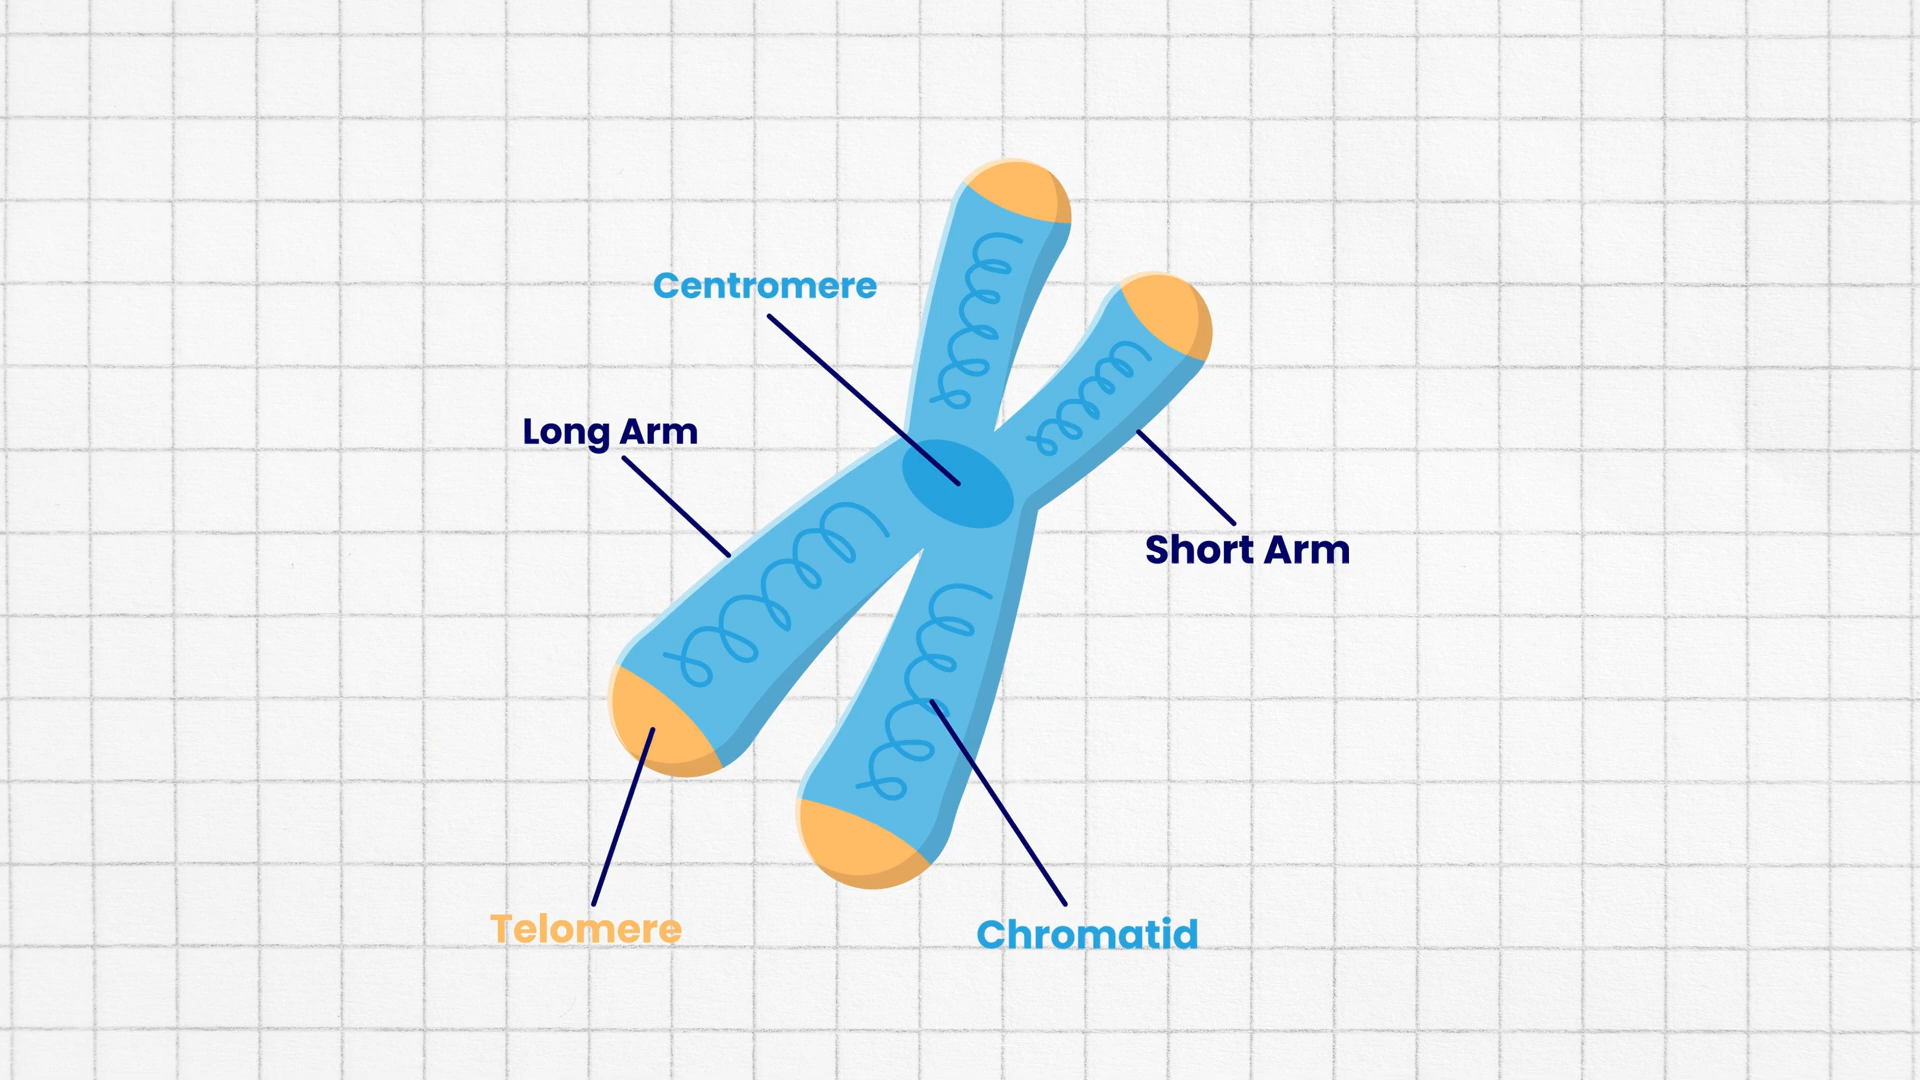 Centromere
Long Arm
Short Arm
Telomere
Chromatid